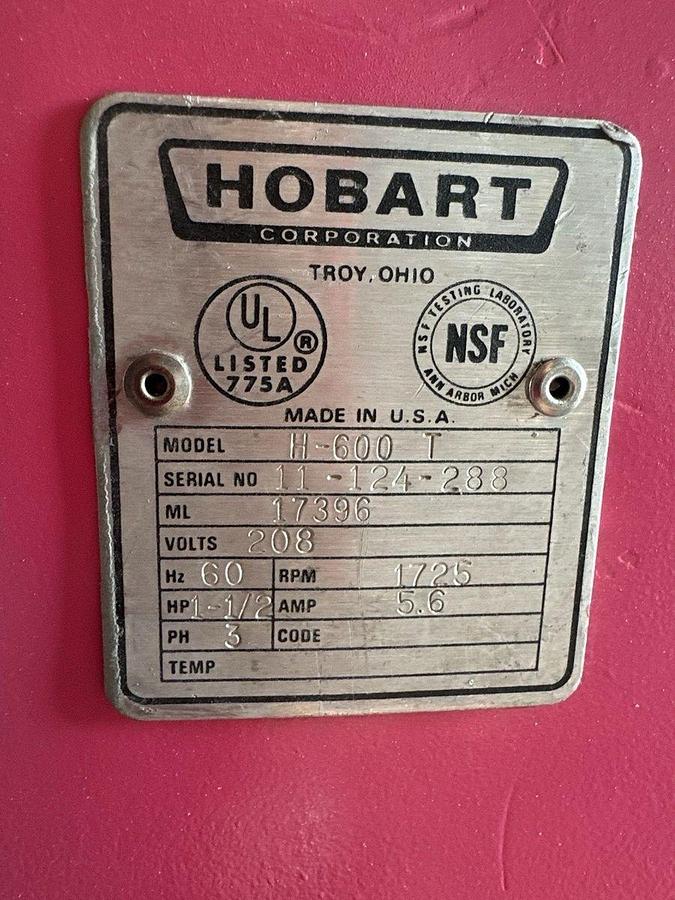 HOBART
CORPORATION
TROY, OHIO
UL ®
LISTED
775A
NSF TESTING LABORATORY
NSF
ANN ARBOR MICH
MADE IN U.S.A.
MODEL H-600 T
SERIAL NO 11-124-288
ML 17396
VOLTS 208
Hz 60 RPM 1725
HP 1-1/2 AMP 5.6
PH 3 CODE
TEMP